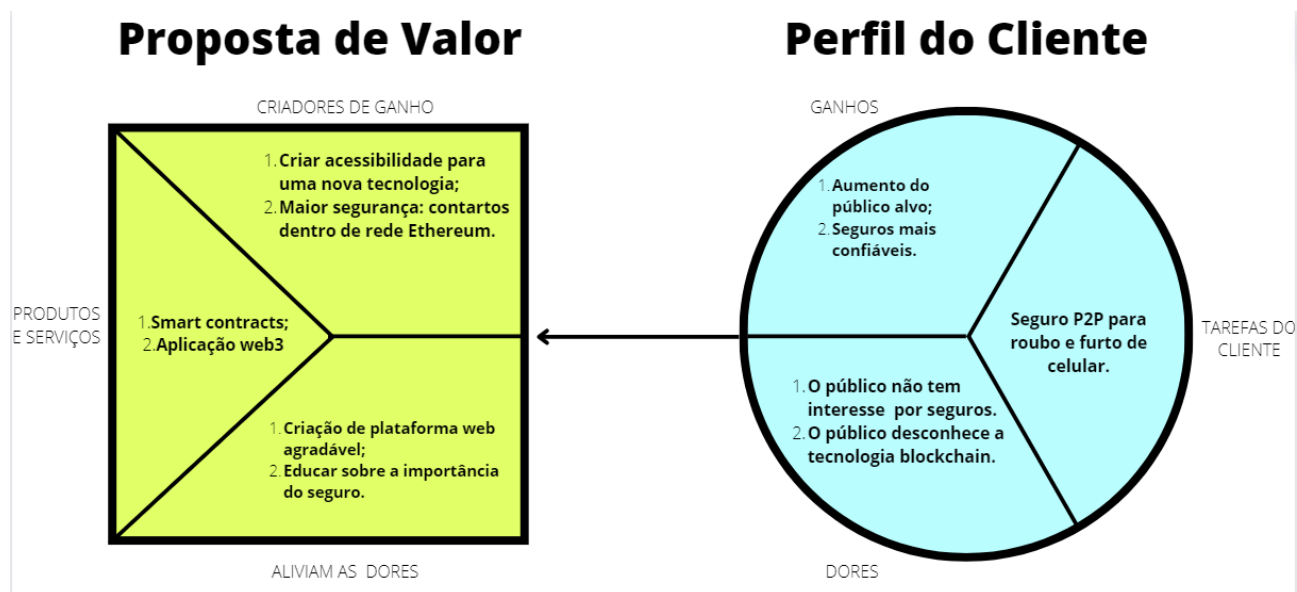 Proposta de Valor
CRIADORES DE GANHO
1. Criar acessibilidade para
uma nova tecnologia;
2. Maior segurança: contartos
dentro de rede Ethereum.
PRODUTOS
E SERVIÇOS
1. Smart contracts;
2. Aplicação web3
1. Criação de plataforma web
agradável;
2. Educar sobre a importância
do seguro.
ALIVIAM AS DORES
Perfil do Cliente
GANHOS
1. Aumento do
público alvo;
2. Seguros mais
confiáveis.
Seguro P2P para
roubo e furto de
celular.
TAREFAS DO
CLIENTE
1. O público não tem
interesse por seguros.
2. O público desconhece a
tecnologia blockchain.
DORES